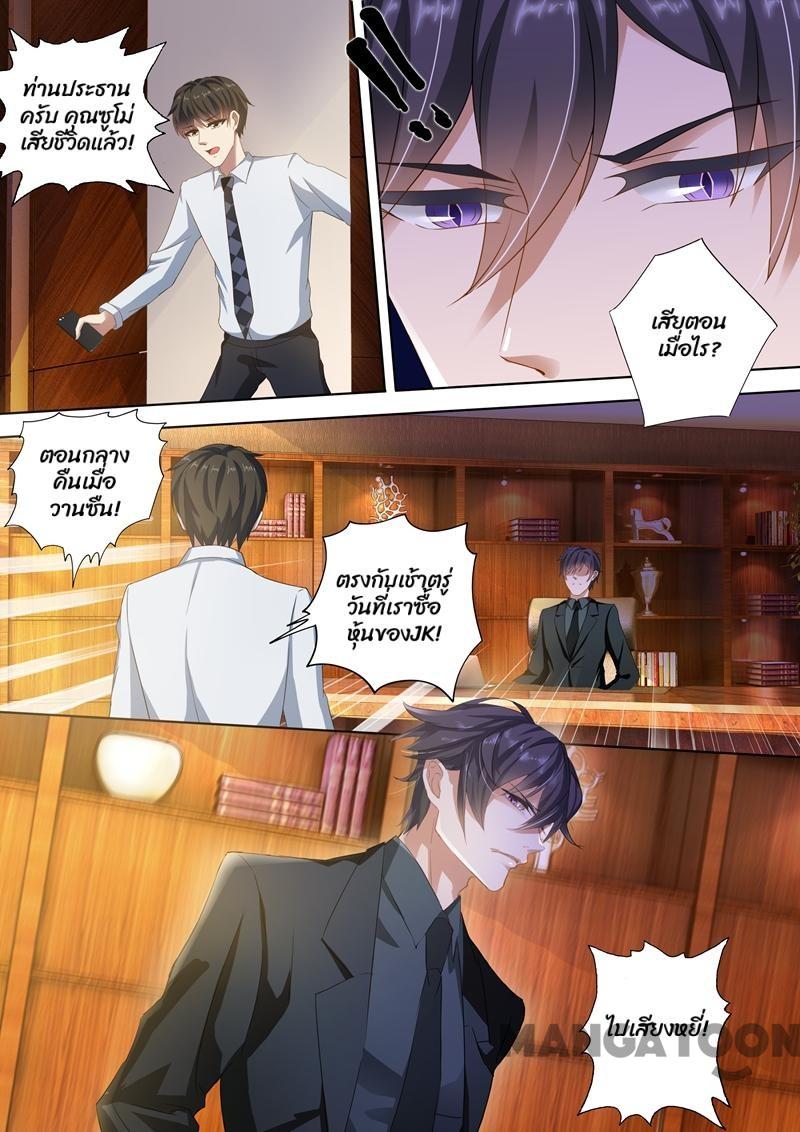 ท่านประธาน
ครับ คุณซูโม่
เสียชีวิตแล้ว!
!!
เสียตอน
เมื่อไร?
ตอนกลาง
คืนเมื่อ
วานซืน!
ตรงกับเช้าตรู่
วันที่เราซื้อ
หุ้นของJK!
ไปเสียงหยี่!
MANGATOON